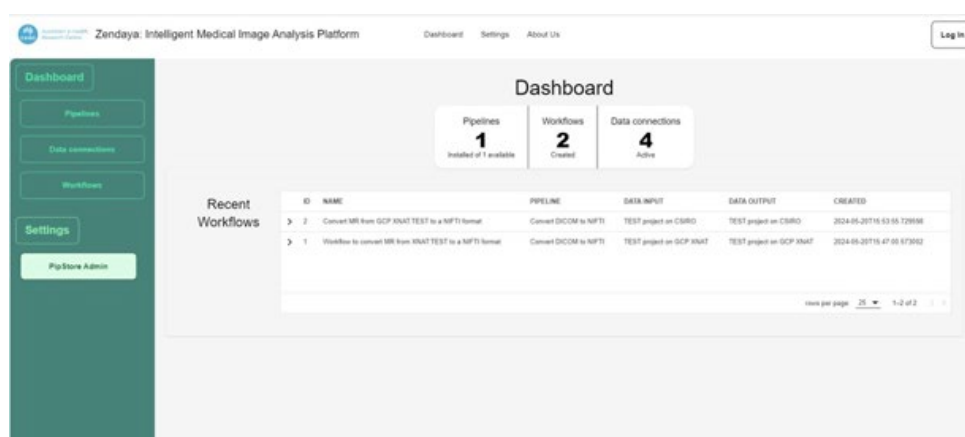 Zendaya: Intelligent Medical Image Analysis Platform
Dashboard Settings About Us
Log In
Dashboard
Pipelines
Data connections
Workflows
Settings
PipStore Admin
Dashboard
Pipelines
1
Installed of 1 available
Workflows
2
Created
Data connections
4
Active
Recent
Workflows
ID NAME PIPELINE DATA INPUT DATA OUTPUT CREATED
2 Convert MR from GCP XNAT TEST to a NIFTI format Convert DICOM to NIFTI TEST project on CSIRO TEST project on CSIRO
1 Workflow to convert MR from XNAT TEST to a NIFTI format Convert DICOM to NIFTI TEST project on GCP XNAT TEST project on GCP XNAT
rows per page: 25 1–2 of 2